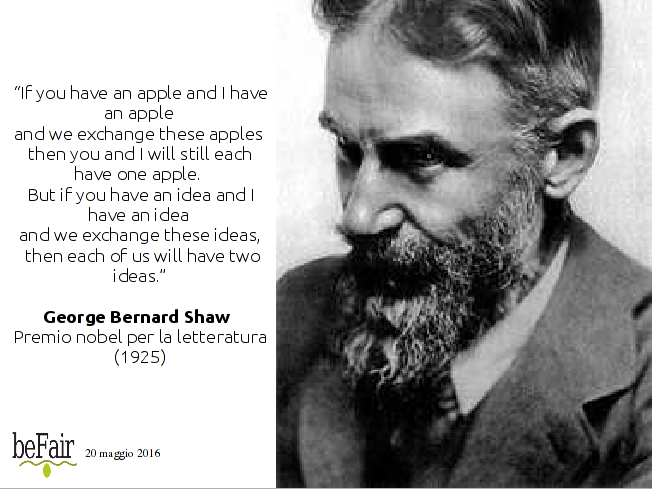 “If you have an apple and I have
an apple
and we exchange these apples
then you and I will still each
have one apple.
But if you have an idea and I
have an idea
and we exchange these ideas,
then each of us will have two
ideas.”
George Bernard Shaw
Premio nobel per la letteratura
(1925)
beFair
20 maggio 2016